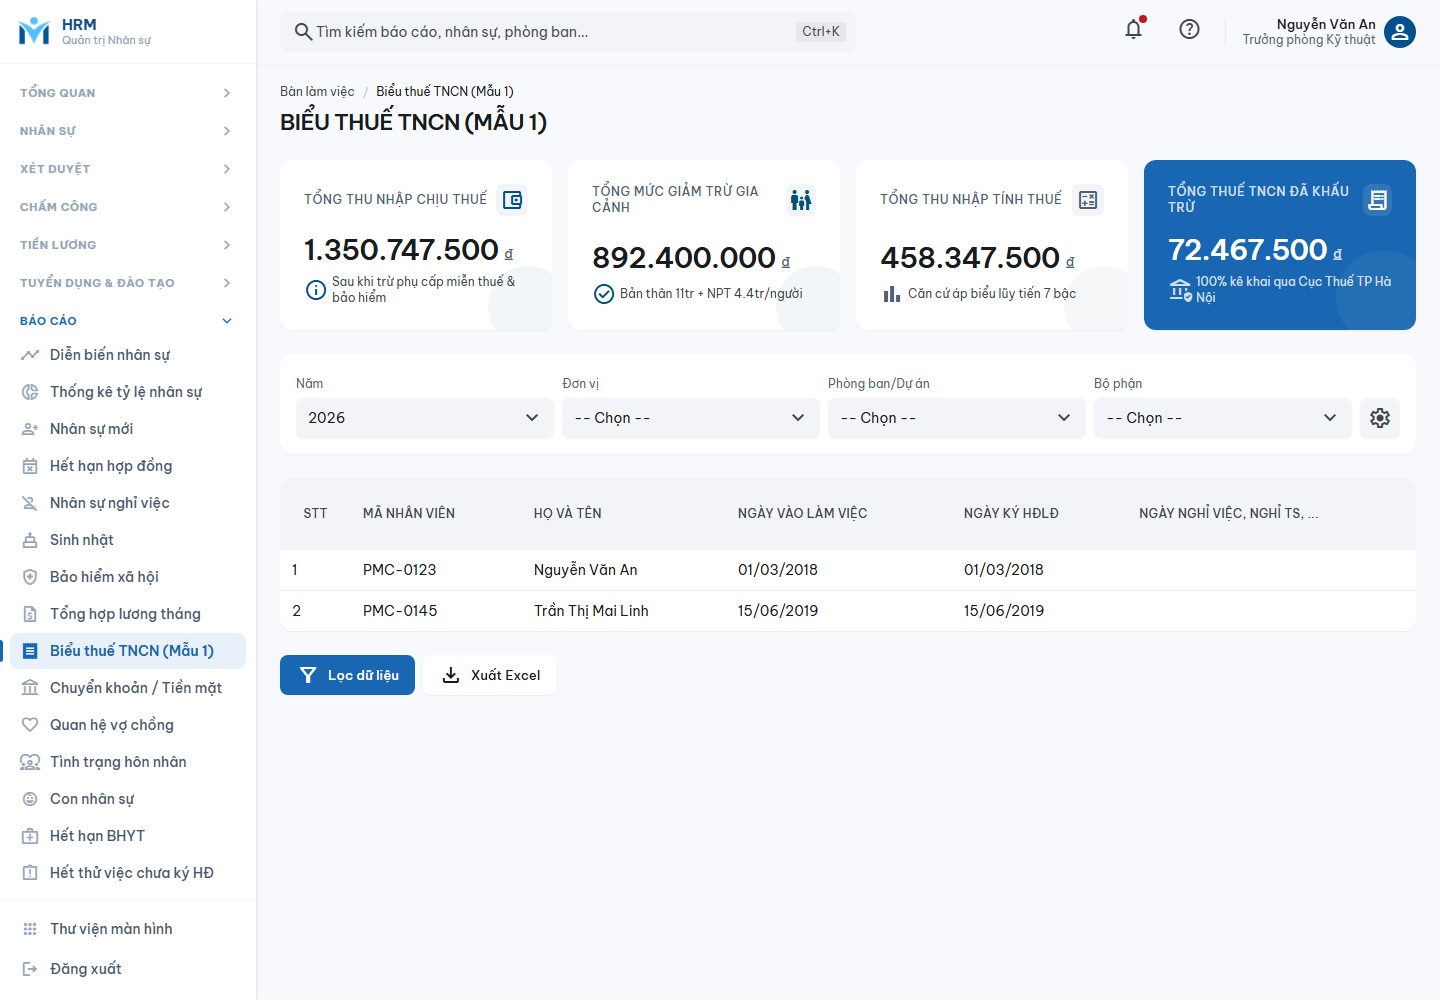 HRM
Quản trị Nhân sự
Tìm kiếm báo cáo, nhân sự, phòng ban...
Ctrl+K
Nguyễn Văn An
Trưởng phòng Kỹ thuật
TỔNG QUAN
NHÂN SỰ
XÉT DUYỆT
CHẤM CÔNG
TIỀN LƯƠNG
TUYỂN DỤNG & ĐÀO TẠO
BÁO CÁO
Diễn biến nhân sự
Thống kê tỷ lệ nhân sự
Nhân sự mới
Hết hạn hợp đồng
Nhân sự nghỉ việc
Sinh nhật
Bảo hiểm xã hội
Tổng hợp lương tháng
Biểu thuế TNCN (Mẫu 1)
Chuyển khoản / Tiền mặt
Quan hệ vợ chồng
Tình trạng hôn nhân
Con nhân sự
Hết hạn BHYT
Hết thử việc chưa ký HĐ
Thư viện màn hình
Đăng xuất
Bàn làm việc / Biểu thuế TNCN (Mẫu 1)
BIỂU THUẾ TNCN (MẪU 1)
TỔNG THU NHẬP CHỊU THUẾ
1.350.747.500 ₫
Sau khi trừ phụ cấp miễn thuế &
bảo hiểm
TỔNG MỨC GIẢM TRỪ GIA
CẢNH
892.400.000 ₫
Bản thân 11tr + NPT 4.4tr/người
TỔNG THU NHẬP TÍNH THUẾ
458.347.500 ₫
Căn cứ áp biểu lũy tiến 7 bậc
TỔNG THUẾ TNCN ĐÃ KHẤU
TRỪ
72.467.500 ₫
100% kê khai qua Cục Thuế TP Hà
Nội
Năm
Đơn vị
Phòng ban/Dự án
Bộ phận
2026
-- Chọn --
-- Chọn --
-- Chọn --
STT MÃ NHÂN VIÊN HỌ VÀ TÊN NGÀY VÀO LÀM VIỆC NGÀY KÝ HĐLĐ NGÀY NGHỈ VIỆC, NGHỈ TS, ...
1 PMC-0123 Nguyễn Văn An 01/03/2018 01/03/2018
2 PMC-0145 Trần Thị Mai Linh 15/06/2019 15/06/2019
Lọc dữ liệu
Xuất Excel